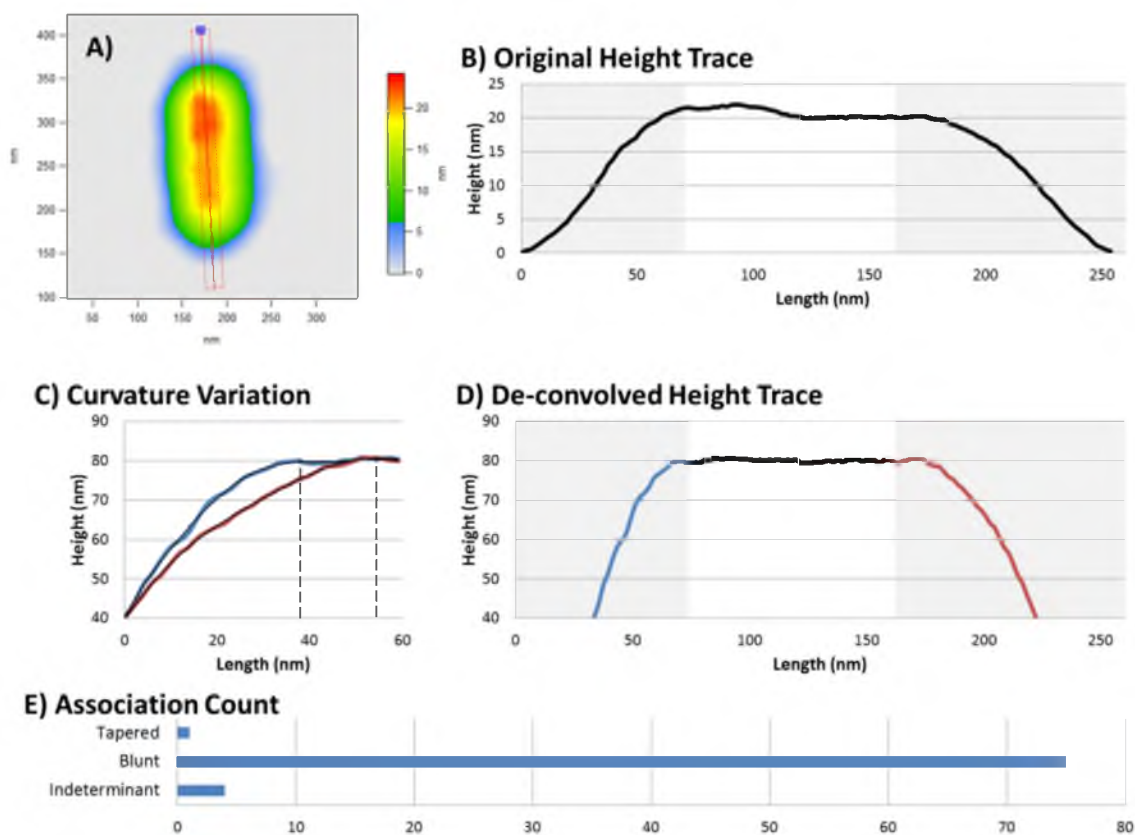 A)
400
350
300
250
200
150
100
nm
50 100 150 200 250 300
nm
20
15
10
5
0
nm
B) Original Height Trace
25
20
15
10
5
0
Height (nm)
0 50 100 150 200 250
Length (nm)
C) Curvature Variation
90
80
70
60
50
40
Height (nm)
0 20 40 60
Length (nm)
D) De-convolved Height Trace
90
80
70
60
50
40
Height (nm)
0 50 100 150 200 250
Length (nm)
E) Association Count
Tapered
Blunt
Indeterminant
0 10 20 30 40 50 60 70 80